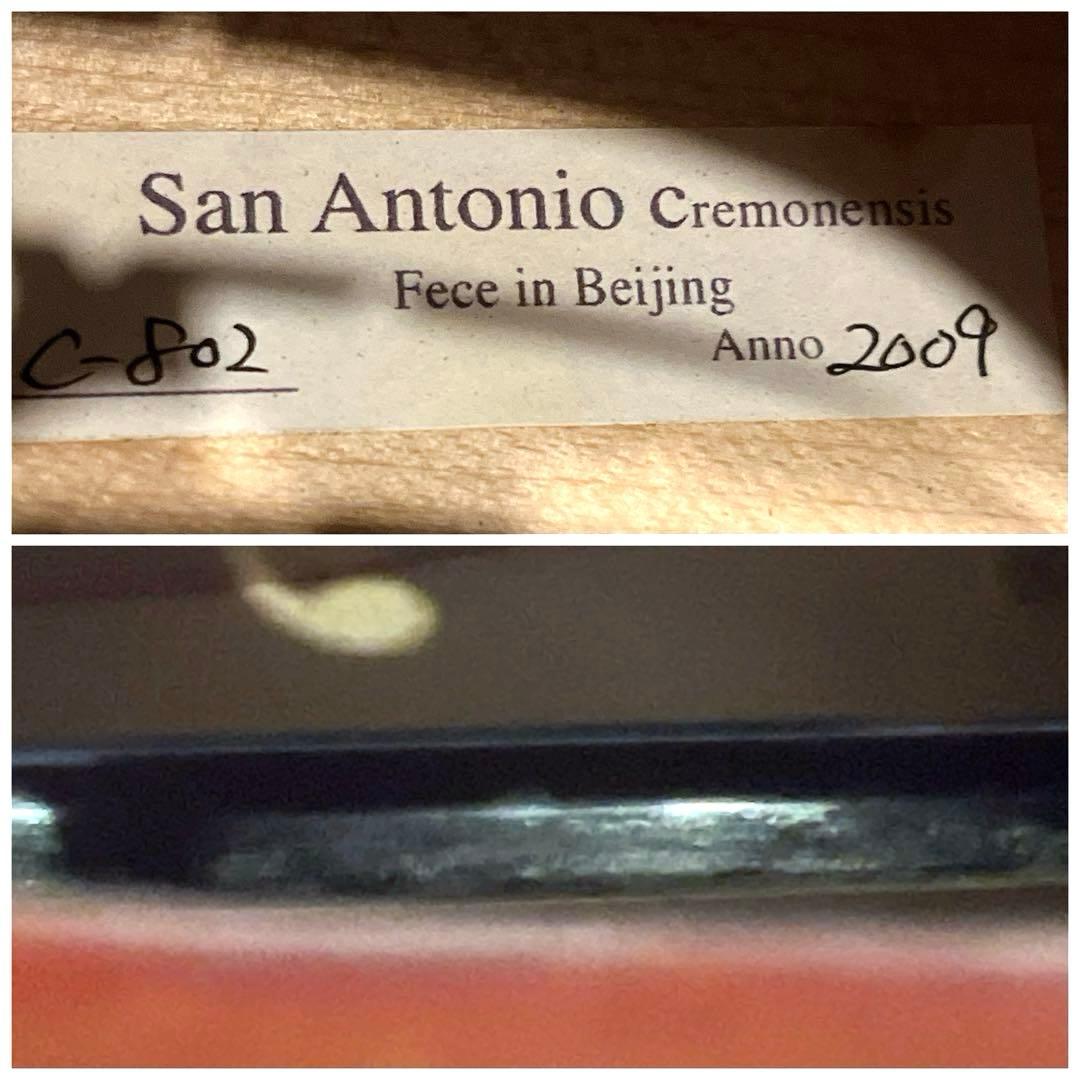 San Antonio Cremonensis
Fece in Beijing
C-802
Anno 2009